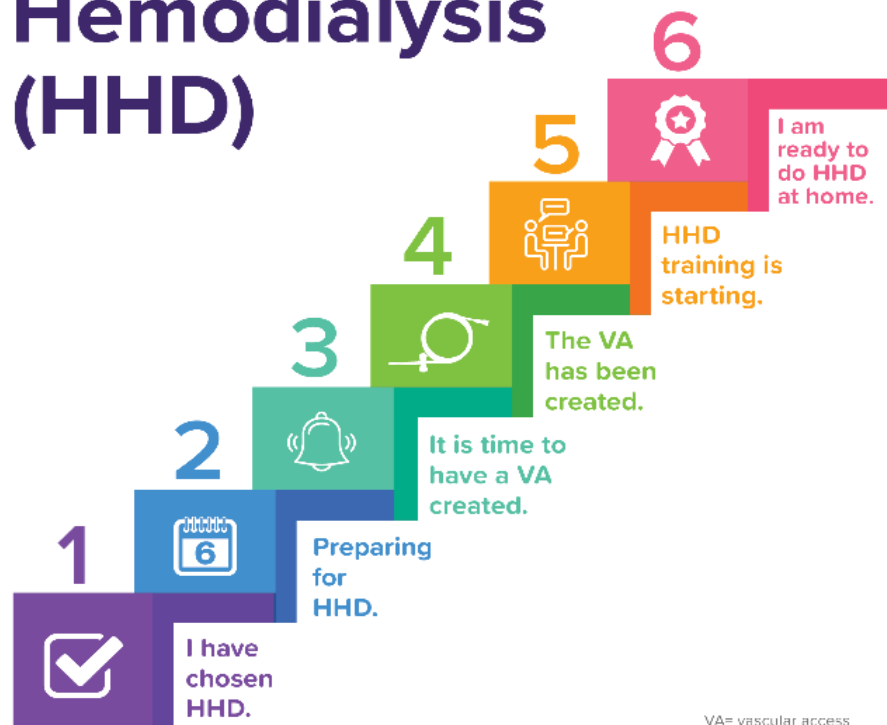 Hemodialysis
(HHD)
6
I am
ready to
do HHD
at home.
5
HHD
training is
starting.
4
The VA
has been
created.
3
It is time to
have a VA
created.
2
6
Preparing
for
HHD.
1
I have
chosen
HHD.
VA= vascular access